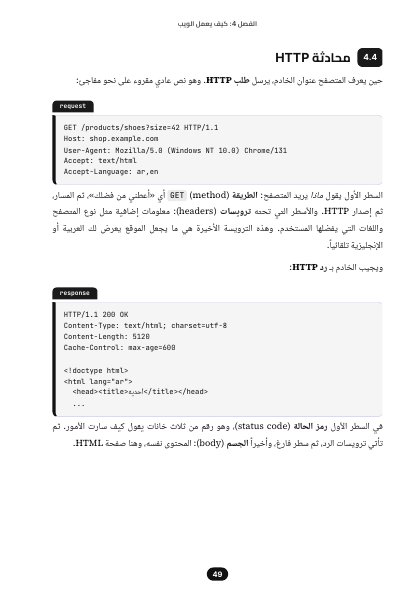 الفصل 4: كيف يعمل الويب
4.4 محادثة HTTP
حين يعرف المتصفح عنوان الخادم، يرسل طلب HTTP. وهو نص عادي مقروء على نحو مفاجئ:
request
GET /products/shoes?size=42 HTTP/1.1
Host: shop.example.com
User-Agent: Mozilla/5.0 (Windows NT 10.0) Chrome/131
Accept: text/html
Accept-Language: ar,en
السطر الأول يقول ماذا يريد المتصفح: الطريقة (method) GET أي «أعطني من فضلك»، ثم المسار،
ثم إصدار HTTP. والأسطر التي تحته ترويسات (headers): معلومات إضافية مثل نوع المتصفح
واللغات التي يفضلها المستخدم. وهذه الترويسة الأخيرة هي ما يجعل الموقع يعرض لك العربية أو
الإنجليزية تلقائياً.
ويجيب الخادم بـ رد HTTP:
response
HTTP/1.1 200 OK
Content-Type: text/html; charset=utf-8
Content-Length: 5120
Cache-Control: max-age=600
<!doctype html>
<html lang="ar">
<head><title>أحذية</title></head>
...
في السطر الأول رمز الحالة (status code)، وهو رقم من ثلاث خانات يقول كيف سارت الأمور. ثم
تأتي ترويسات الرد، ثم سطر فارغ، وأخيراً الجسم (body): المحتوى نفسه، وهنا صفحة HTML.
49